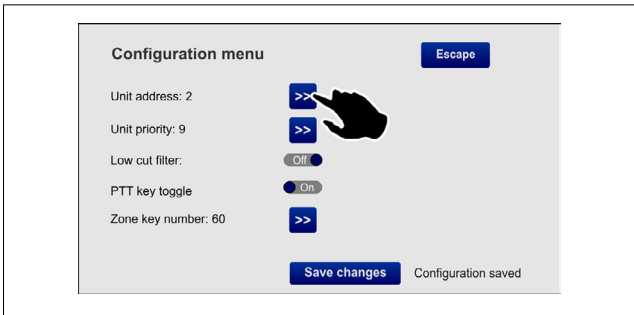 Configuration menu
Escape
Unit address: 2
>>
Unit priority: 9
>>
Low cut filter:
Off
PTT key toggle
On
Zone key number: 60
>>
Save changes
Configuration saved